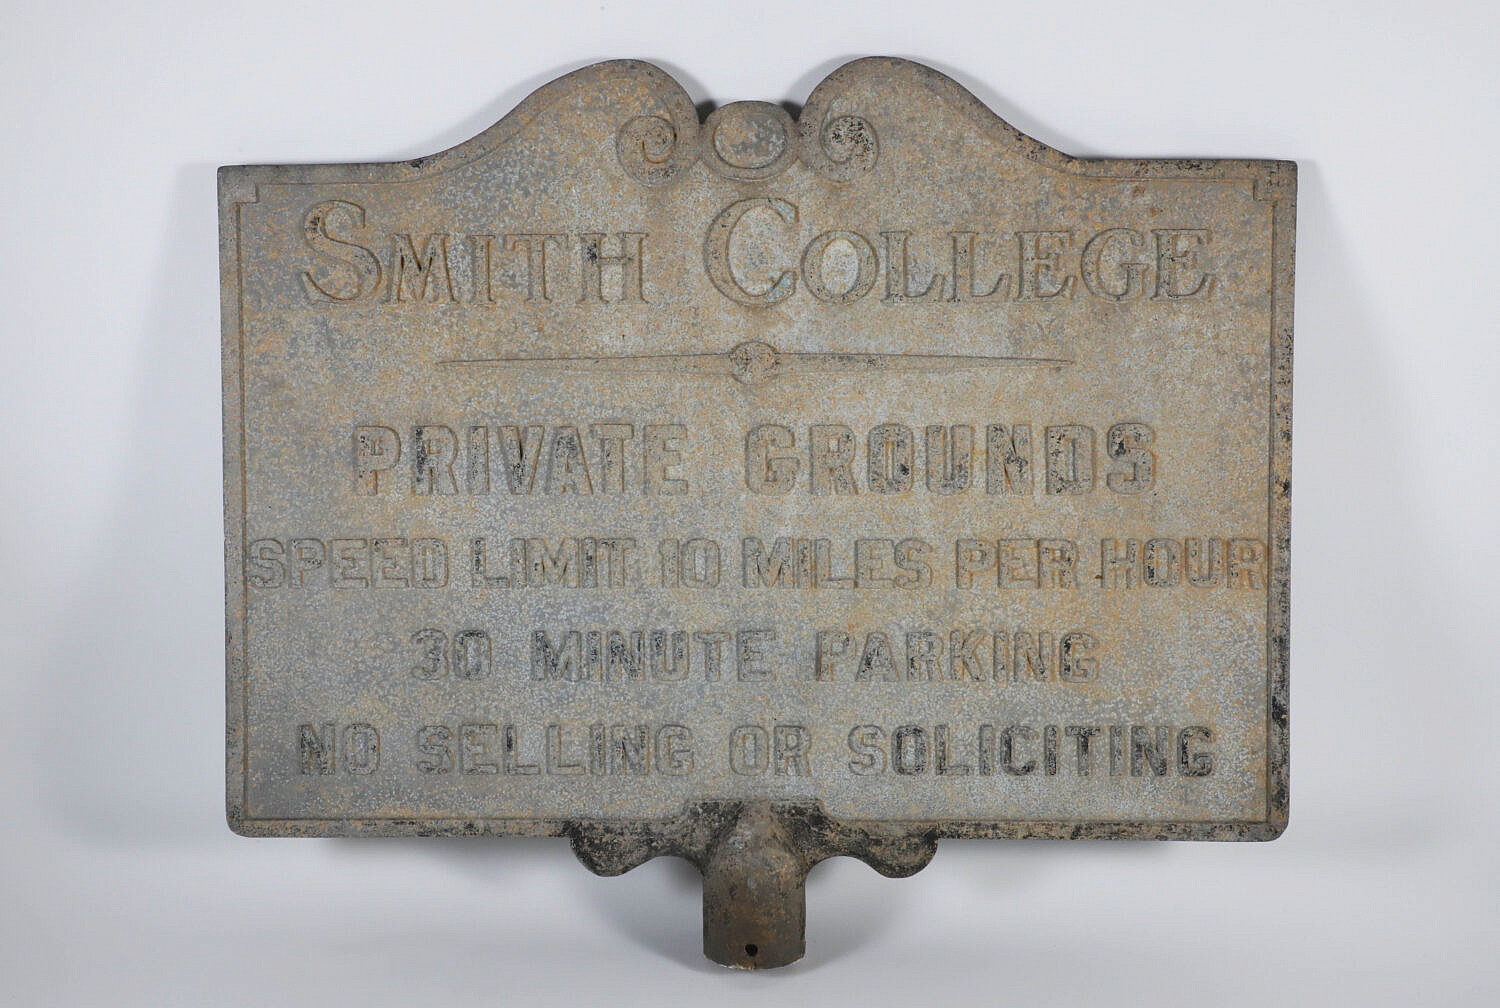 SMITH COLLEGE
PRIVATE GROUNDS
SPEED LIMIT 10 MILES PER HOUR
30 MINUTE PARKING
NO SELLING OR SOLICITING